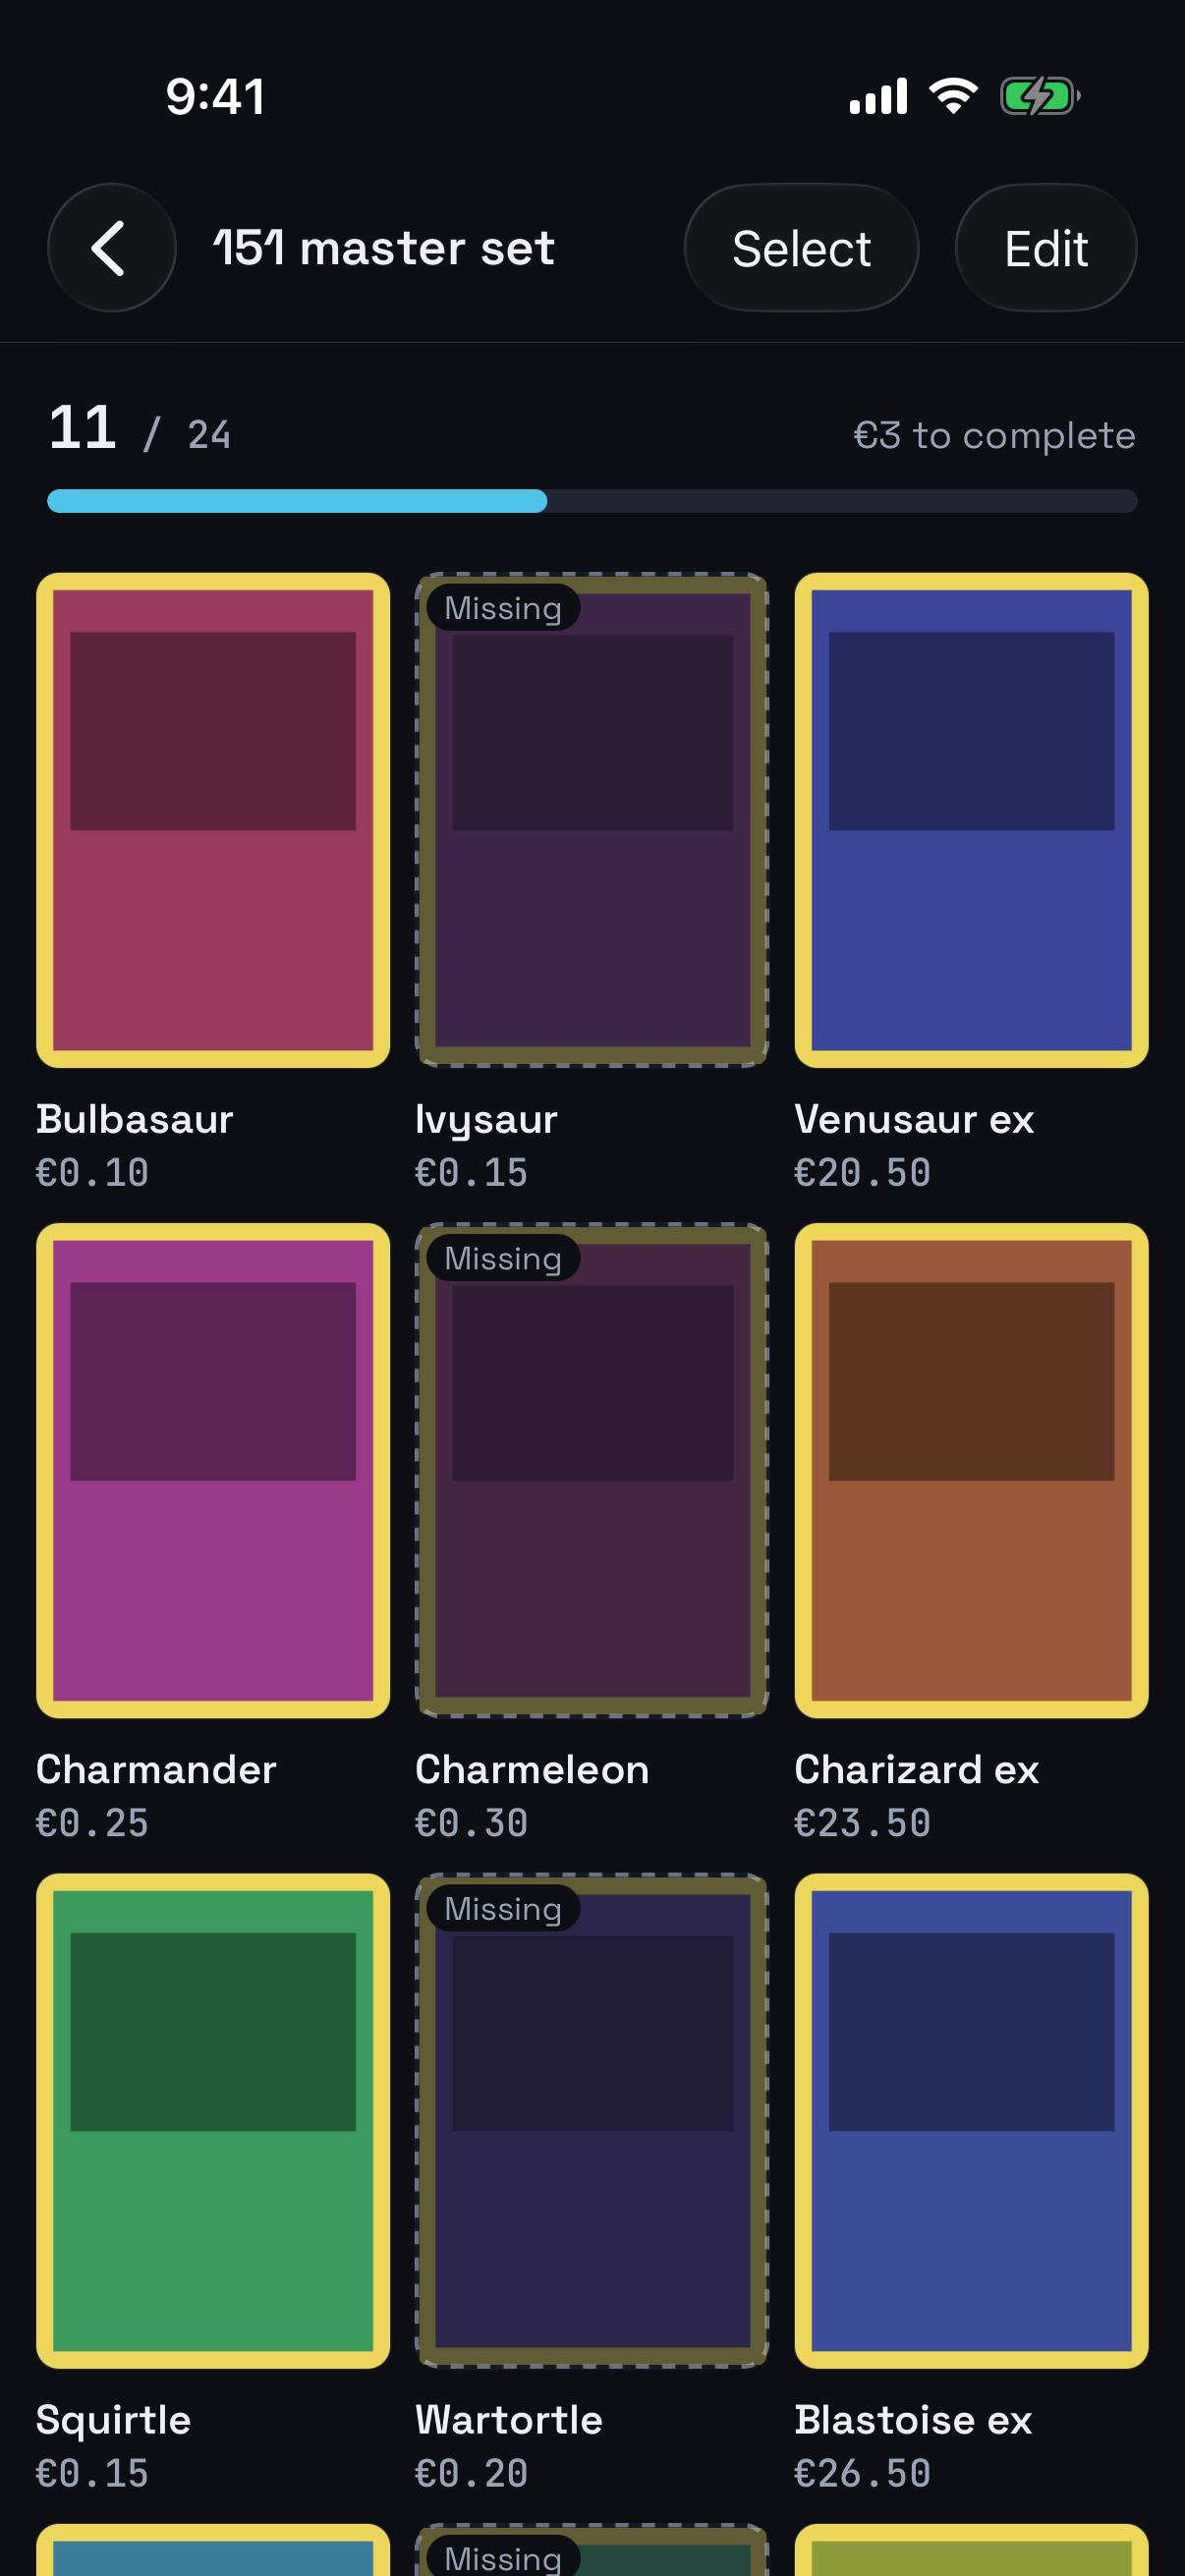 9:41
151 master set
Select
Edit
11 / 24
€3 to complete
Missing
Bulbasaur
Ivysaur
Venusaur ex
€0.10
€0.15
€20.50
Missing
Charmander
Charmeleon
Charizard ex
€0.25
€0.30
€23.50
Missing
Squirtle
Wartortle
Blastoise ex
€0.15
€0.20
€26.50
Missing